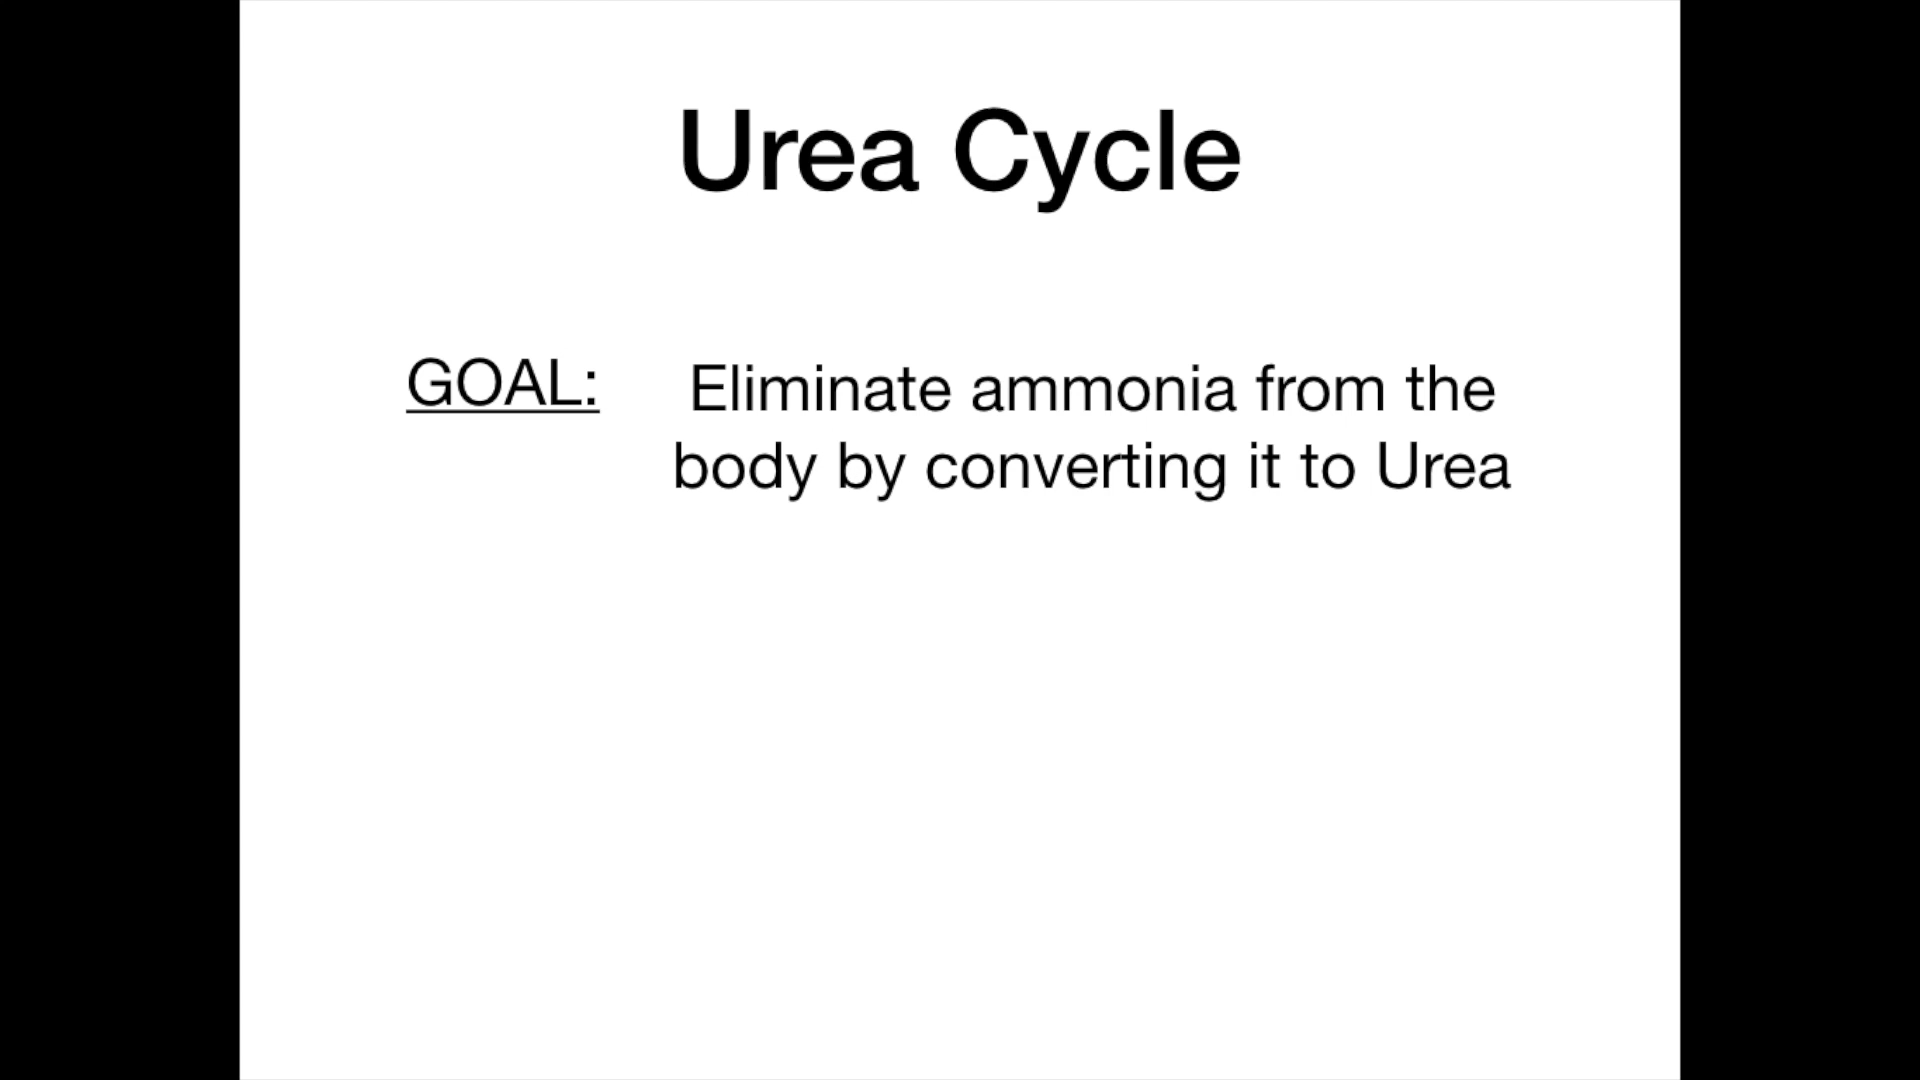 Urea Cycle
GOAL:
Eliminate ammonia from the
body by converting it to Urea